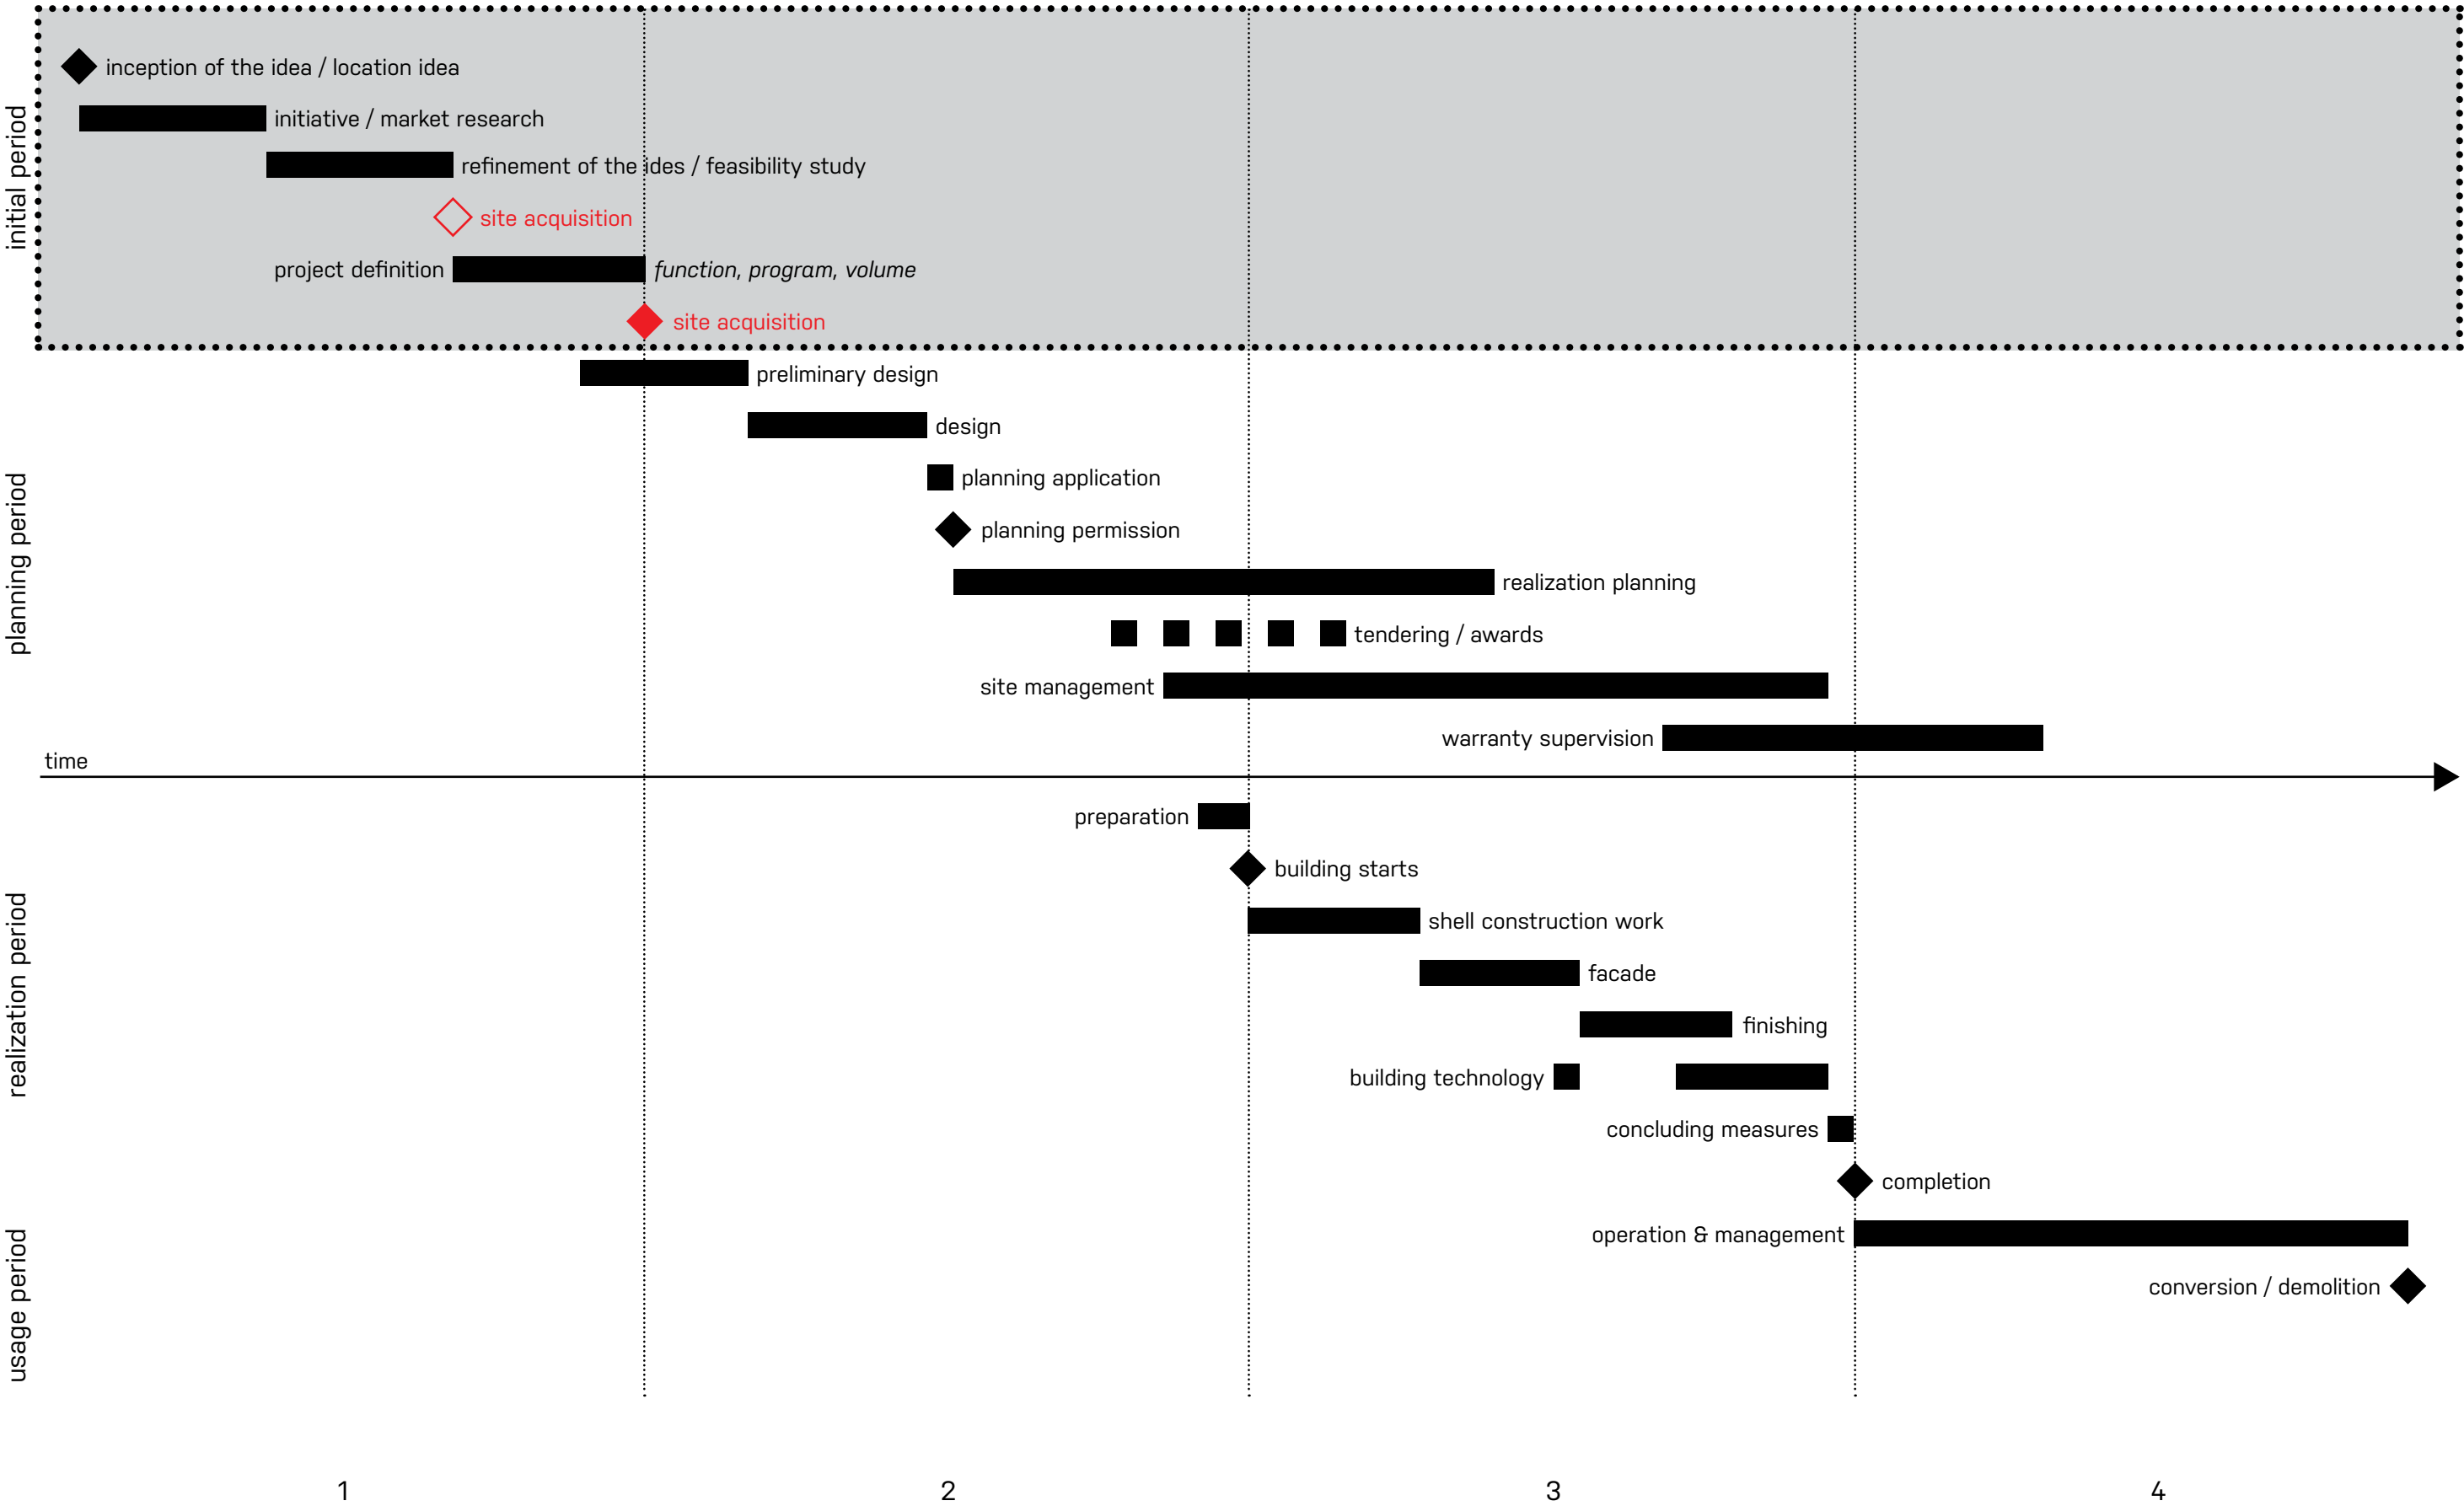 initial period
inception of the idea / location idea
initiative / market research
refinement of the ides / feasibility study
site acquisition
project definition
function, program, volume
site acquisition
planning period
preliminary design
design
planning application
planning permission
realization planning
tendering / awards
site management
warranty supervision
time
realization period
preparation
building starts
shell construction work
facade
finishing
building technology
concluding measures
completion
usage period
operation & management
conversion / demolition
1 2 3 4